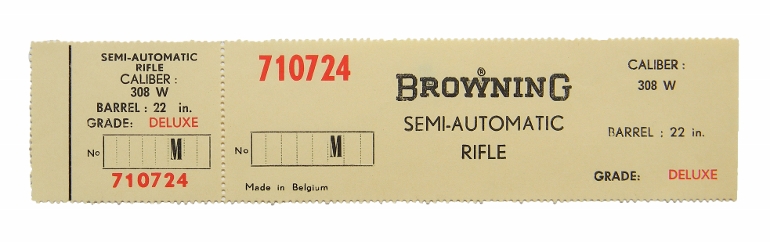 SEMI-AUTOMATIC
RIFLE
CALIBER :
308 W
BARREL : 22 in.
GRADE: DELUXE
No M
710724
710724
BROWNING®
SEMI-AUTOMATIC
RIFLE
No M
Made in Belgium
CALIBER :
308 W
BARREL : 22 in.
GRADE: DELUXE